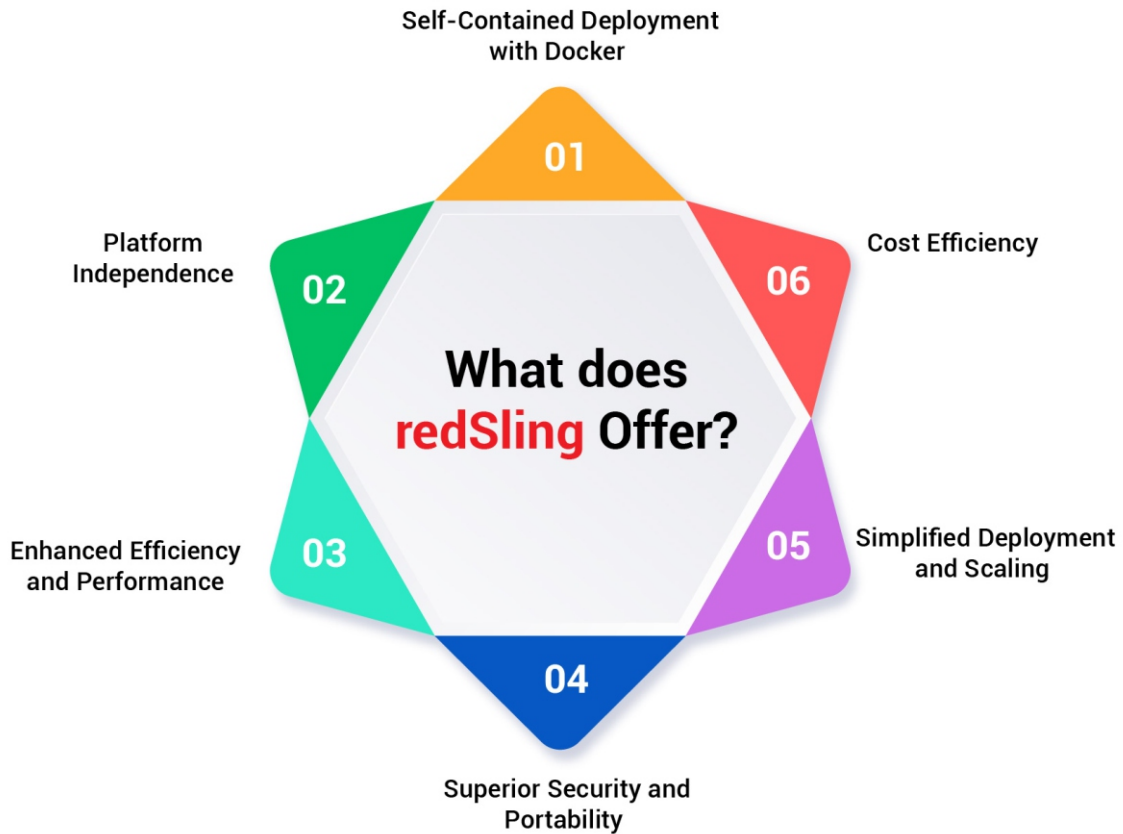 Self-Contained Deployment
with Docker
01
Platform
Independence
02
Cost Efficiency
06
What does
redSling Offer?
Enhanced Efficiency
and Performance
03
Simplified Deployment
and Scaling
05
04
Superior Security and
Portability